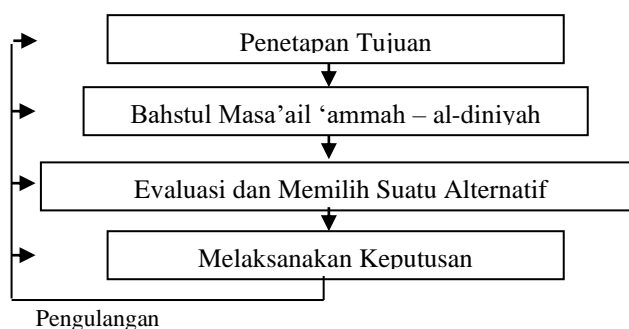 Penetapan Tujuan
Bahstul Masa’ail ‘ammah – al-diniyah
Evaluasi dan Memilih Suatu Alternatif
Melaksanakan Keputusan
Pengulangan